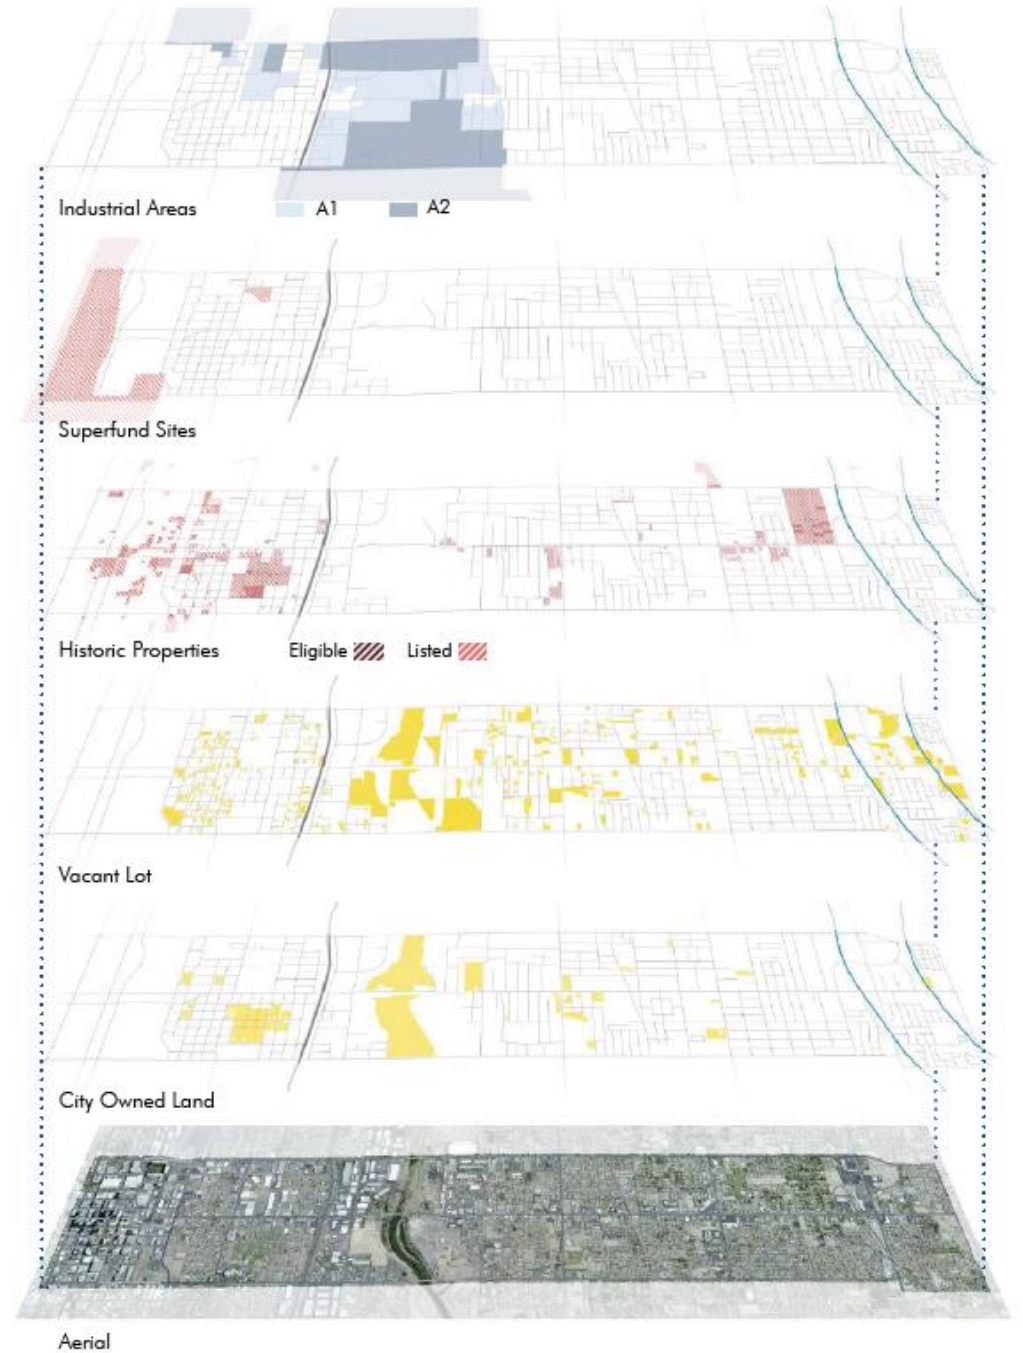 Industrial Areas A1 A2
Superfund Sites
Historic Properties Eligible Listed
Vacant Lot
City Owned Land
Aerial